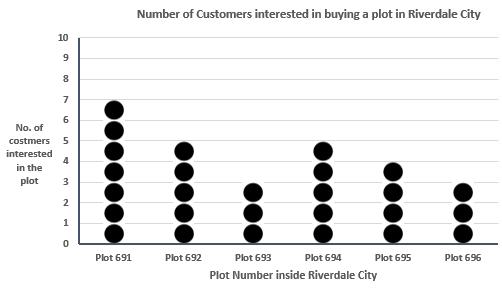 Number of Customers interested in buying a plot in Riverdale City
10
9
8
7
6
5
4
3
2
1
0
No. of
costmers
interested
in the
plot
Plot 691 Plot 692 Plot 693 Plot 694 Plot 695 Plot 696
Plot Number inside Riverdale City